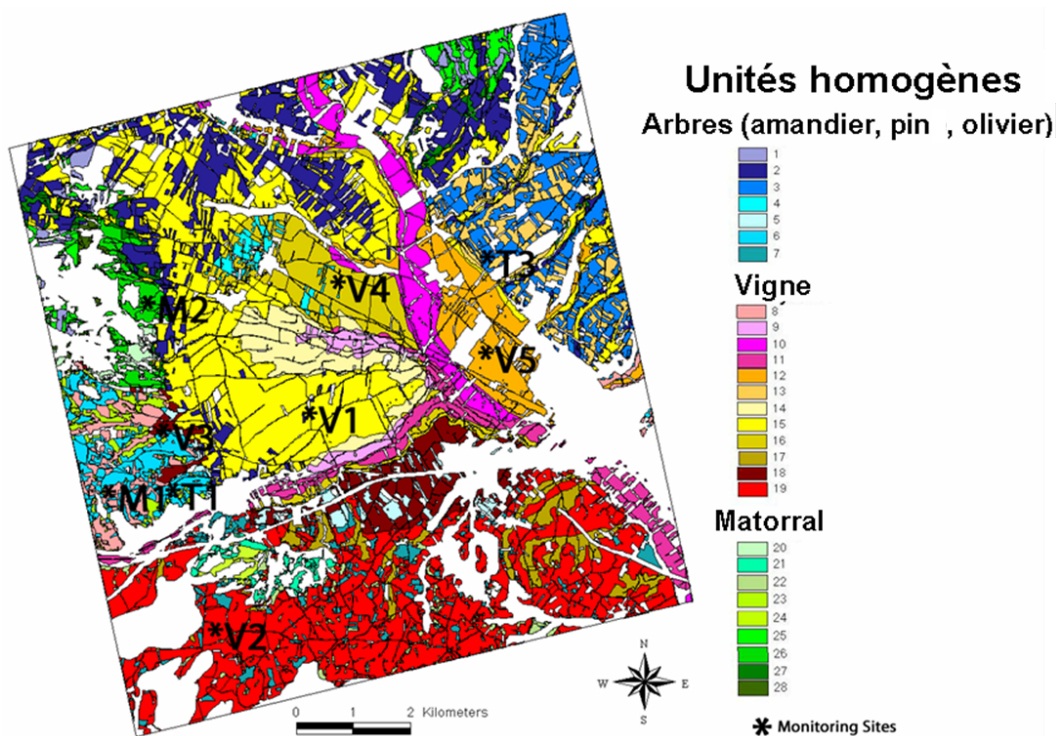 Unités homogènes
Arbres (amandier, pin , olivier)
1
2
3
4
5
6
7
Vigne
8
9
10
11
12
13
14
15
16
17
18
19
Matorral
20
21
22
23
24
25
26
27
28
*T3
*V4
*M2
*V5
*V1
*V3
*M1*T1
*V2
N
W E
S
0 1 2 Kilometers
* Monitoring Sites